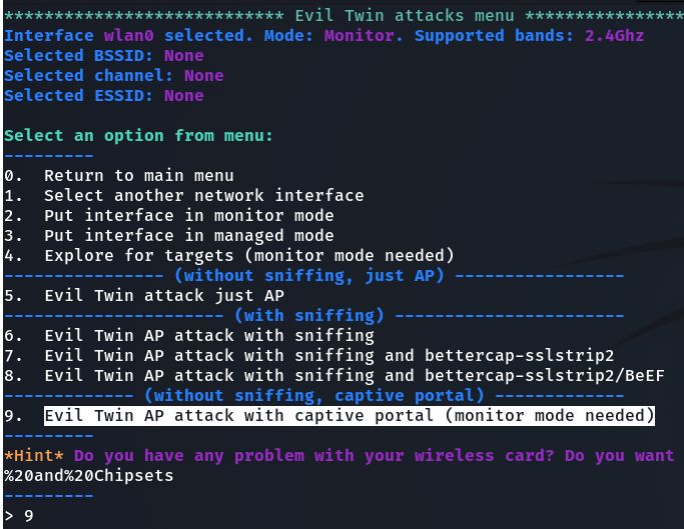 **************************** Evil Twin attacks menu ****************
Interface wlan0 selected. Mode: Monitor. Supported bands: 2.4Ghz
Selected BSSID: None
Selected channel: None
Selected ESSID: None
Select an option from menu:
---------
0.  Return to main menu
1.  Select another network interface
2.  Put interface in monitor mode
3.  Put interface in managed mode
4.  Explore for targets (monitor mode needed)
---------------- (without sniffing, just AP) -----------------
5.  Evil Twin attack just AP
---------------------- (with sniffing) -----------------------
6.  Evil Twin AP attack with sniffing
7.  Evil Twin AP attack with sniffing and bettercap-sslstrip2
8.  Evil Twin AP attack with sniffing and bettercap-sslstrip2/BeEF
------------- (without sniffing, captive portal) -------------
9.  Evil Twin AP attack with captive portal (monitor mode needed)
---------
*Hint* Do you have any problem with your wireless card? Do you want
%20and%20Chipsets
---------
> 9